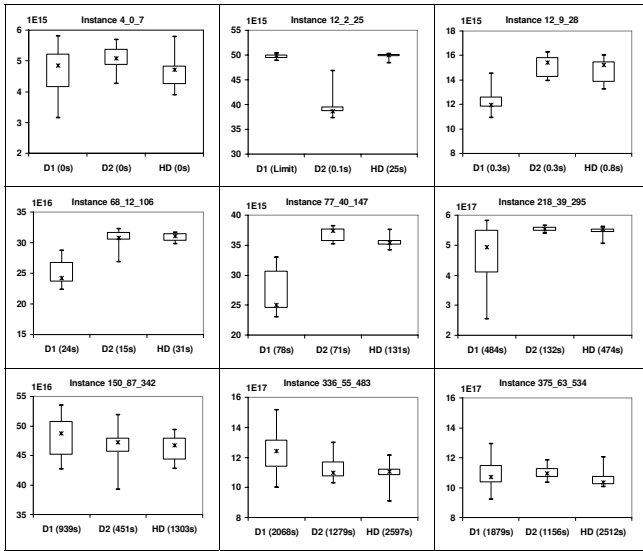 Instance 4_0_7
1E15
6
5
4
3
2
D1 (0s) D2 (0s) HD (0s)
Instance 12_2_25
1E15
55
50
45
40
35
30
D1 (Limit) D2 (0.1s) HD (25s)
Instance 12_9_28
1E15
18
16
14
12
10
8
D1 (0.3s) D2 (0.3s) HD (0.8s)
Instance 68_12_106
1E16
35
30
25
20
15
D1 (24s) D2 (15s) HD (31s)
Instance 77_40_147
1E15
40
35
30
25
20
D1 (78s) D2 (71s) HD (131s)
Instance 218_39_295
1E17
6
5
4
3
2
D1 (484s) D2 (132s) HD (474s)
Instance 150_87_342
1E16
55
50
45
40
35
30
D1 (939s) D2 (451s) HD (1303s)
Instance 336_55_483
1E17
16
14
12
10
8
D1 (2068s) D2 (1279s) HD (2597s)
Instance 375_63_534
1E17
16
14
12
10
8
D1 (1879s) D2 (1156s) HD (2512s)